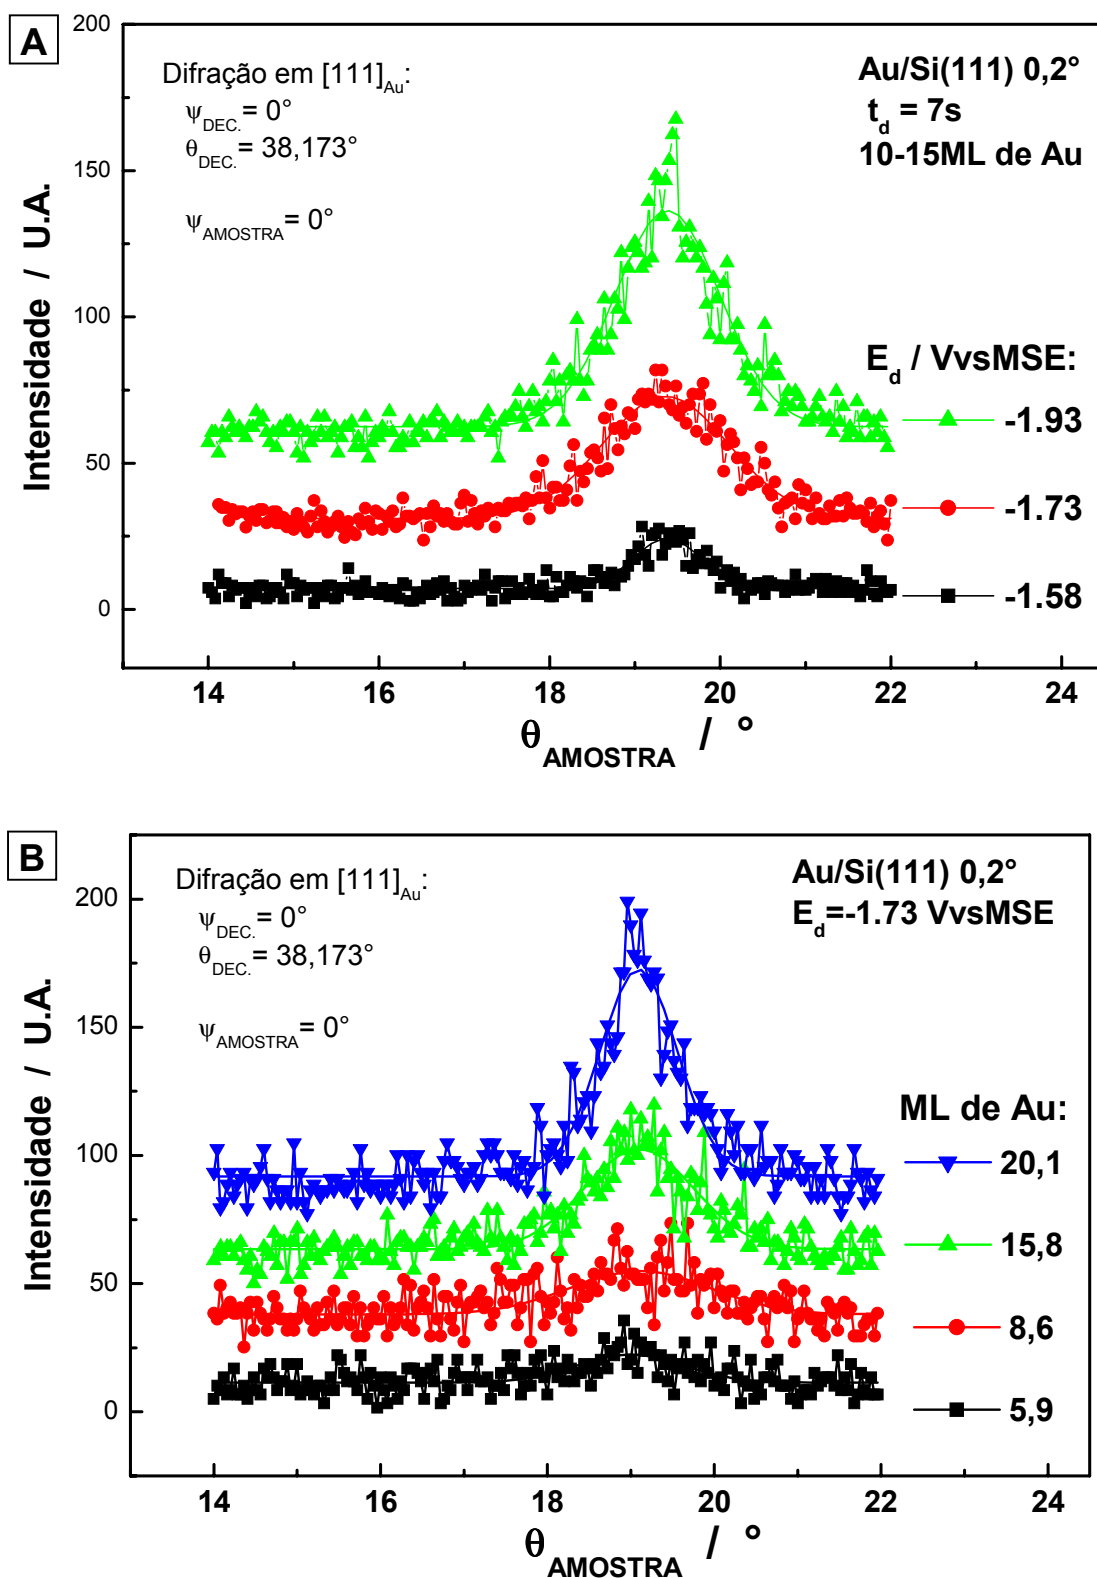 A
200
150
100
50
0
Difração em [111]Au:
ψDEC.= 0°
θDEC.= 38,173°
ψAMOSTRA= 0°
Au/Si(111) 0,2°
td = 7s
10-15ML de Au
Ed / VvsMSE:
-1.93
-1.73
-1.58
Intensidade / U.A.
14 16 18 20 22 24
θAMOSTRA / °
B
200
150
100
50
0
Difração em [111]Au:
ψDEC.= 0°
θDEC.= 38,173°
ψAMOSTRA= 0°
Au/Si(111) 0,2°
Ed=-1.73 VvsMSE
ML de Au:
20,1
15,8
8,6
5,9
Intensidade / U.A.
14 16 18 20 22 24
θAMOSTRA / °